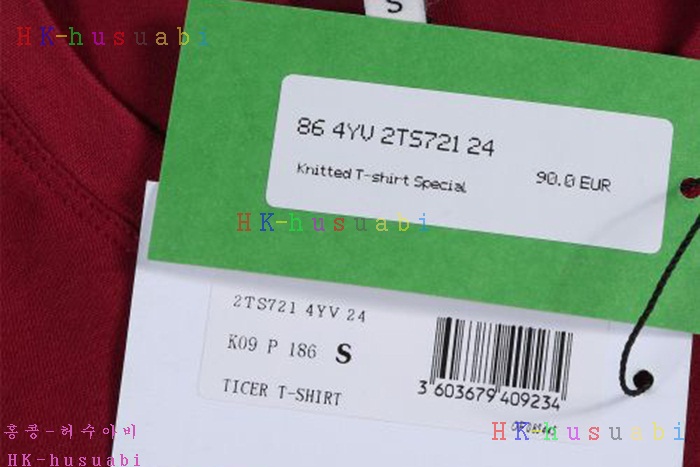 HK-husuabi
S
86 4YV 2TS721 24
Knitted T-shirt Special
90.0 EUR
HK-husuabi
2TS721 4YV 24
K09 P 186 S
TICER T-SHIRT
3 603679 409234
홍콩-허수아비
HK-husuabi
HK-husuabi